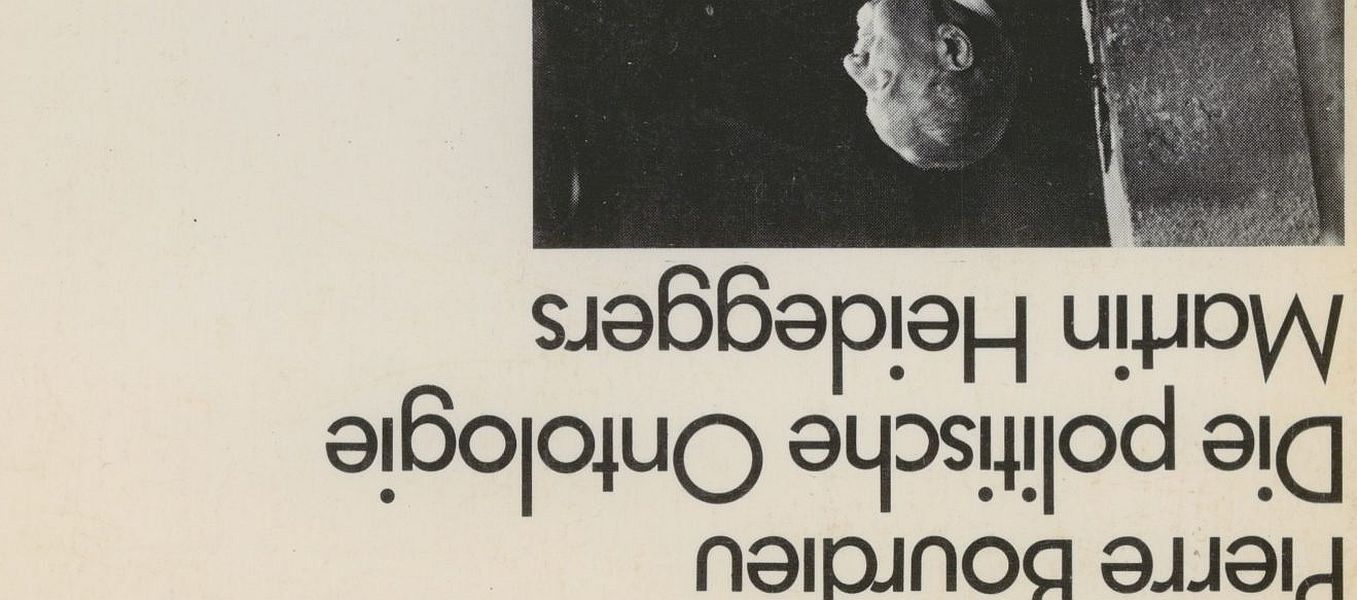 Pierre Bourdieu
Die politische Ontologie
Martin Heideggers